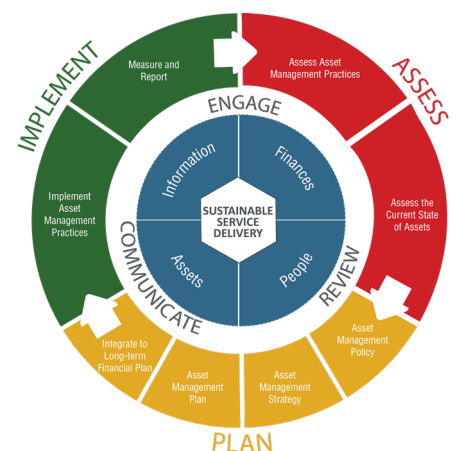 IMPLEMENT
ASSESS
PLAN
Measure and
Report
Assess Asset
Management Practices
Assess the
Current State
of Assets
Asset
Management
Policy
Asset
Management
Strategy
Asset
Management
Plan
Integrate to
Long-term
Financial Plan
Implement
Asset
Management
Practices
ENGAGE
REVIEW
COMMUNICATE
Information
Finances
People
Assets
SUSTAINABLE
SERVICE
DELIVERY